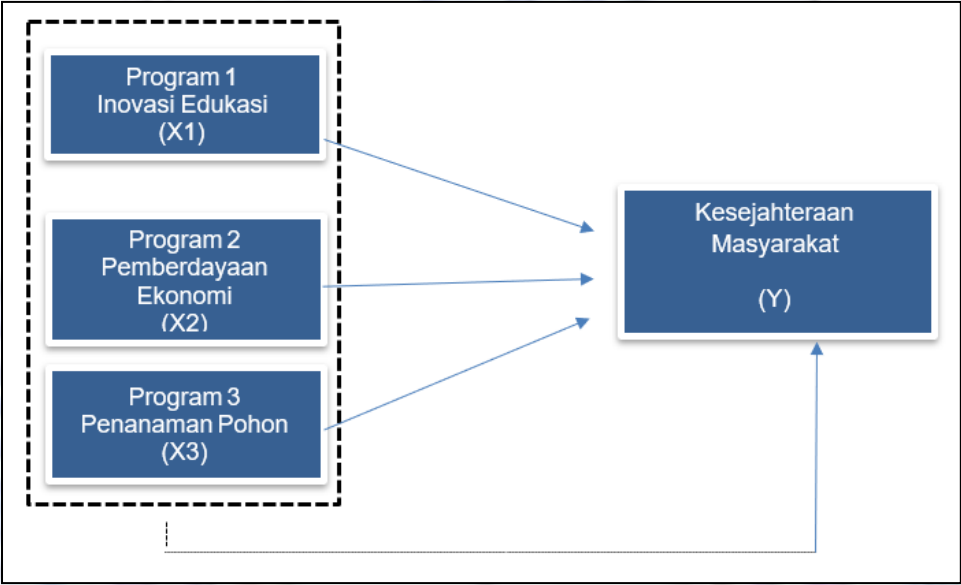 Program 1
Inovasi Edukasi
(X1)
Program 2
Pemberdayaan
Ekonomi
(X2)
Program 3
Penanaman Pohon
(X3)
Kesejahteraan
Masyarakat
(Y)